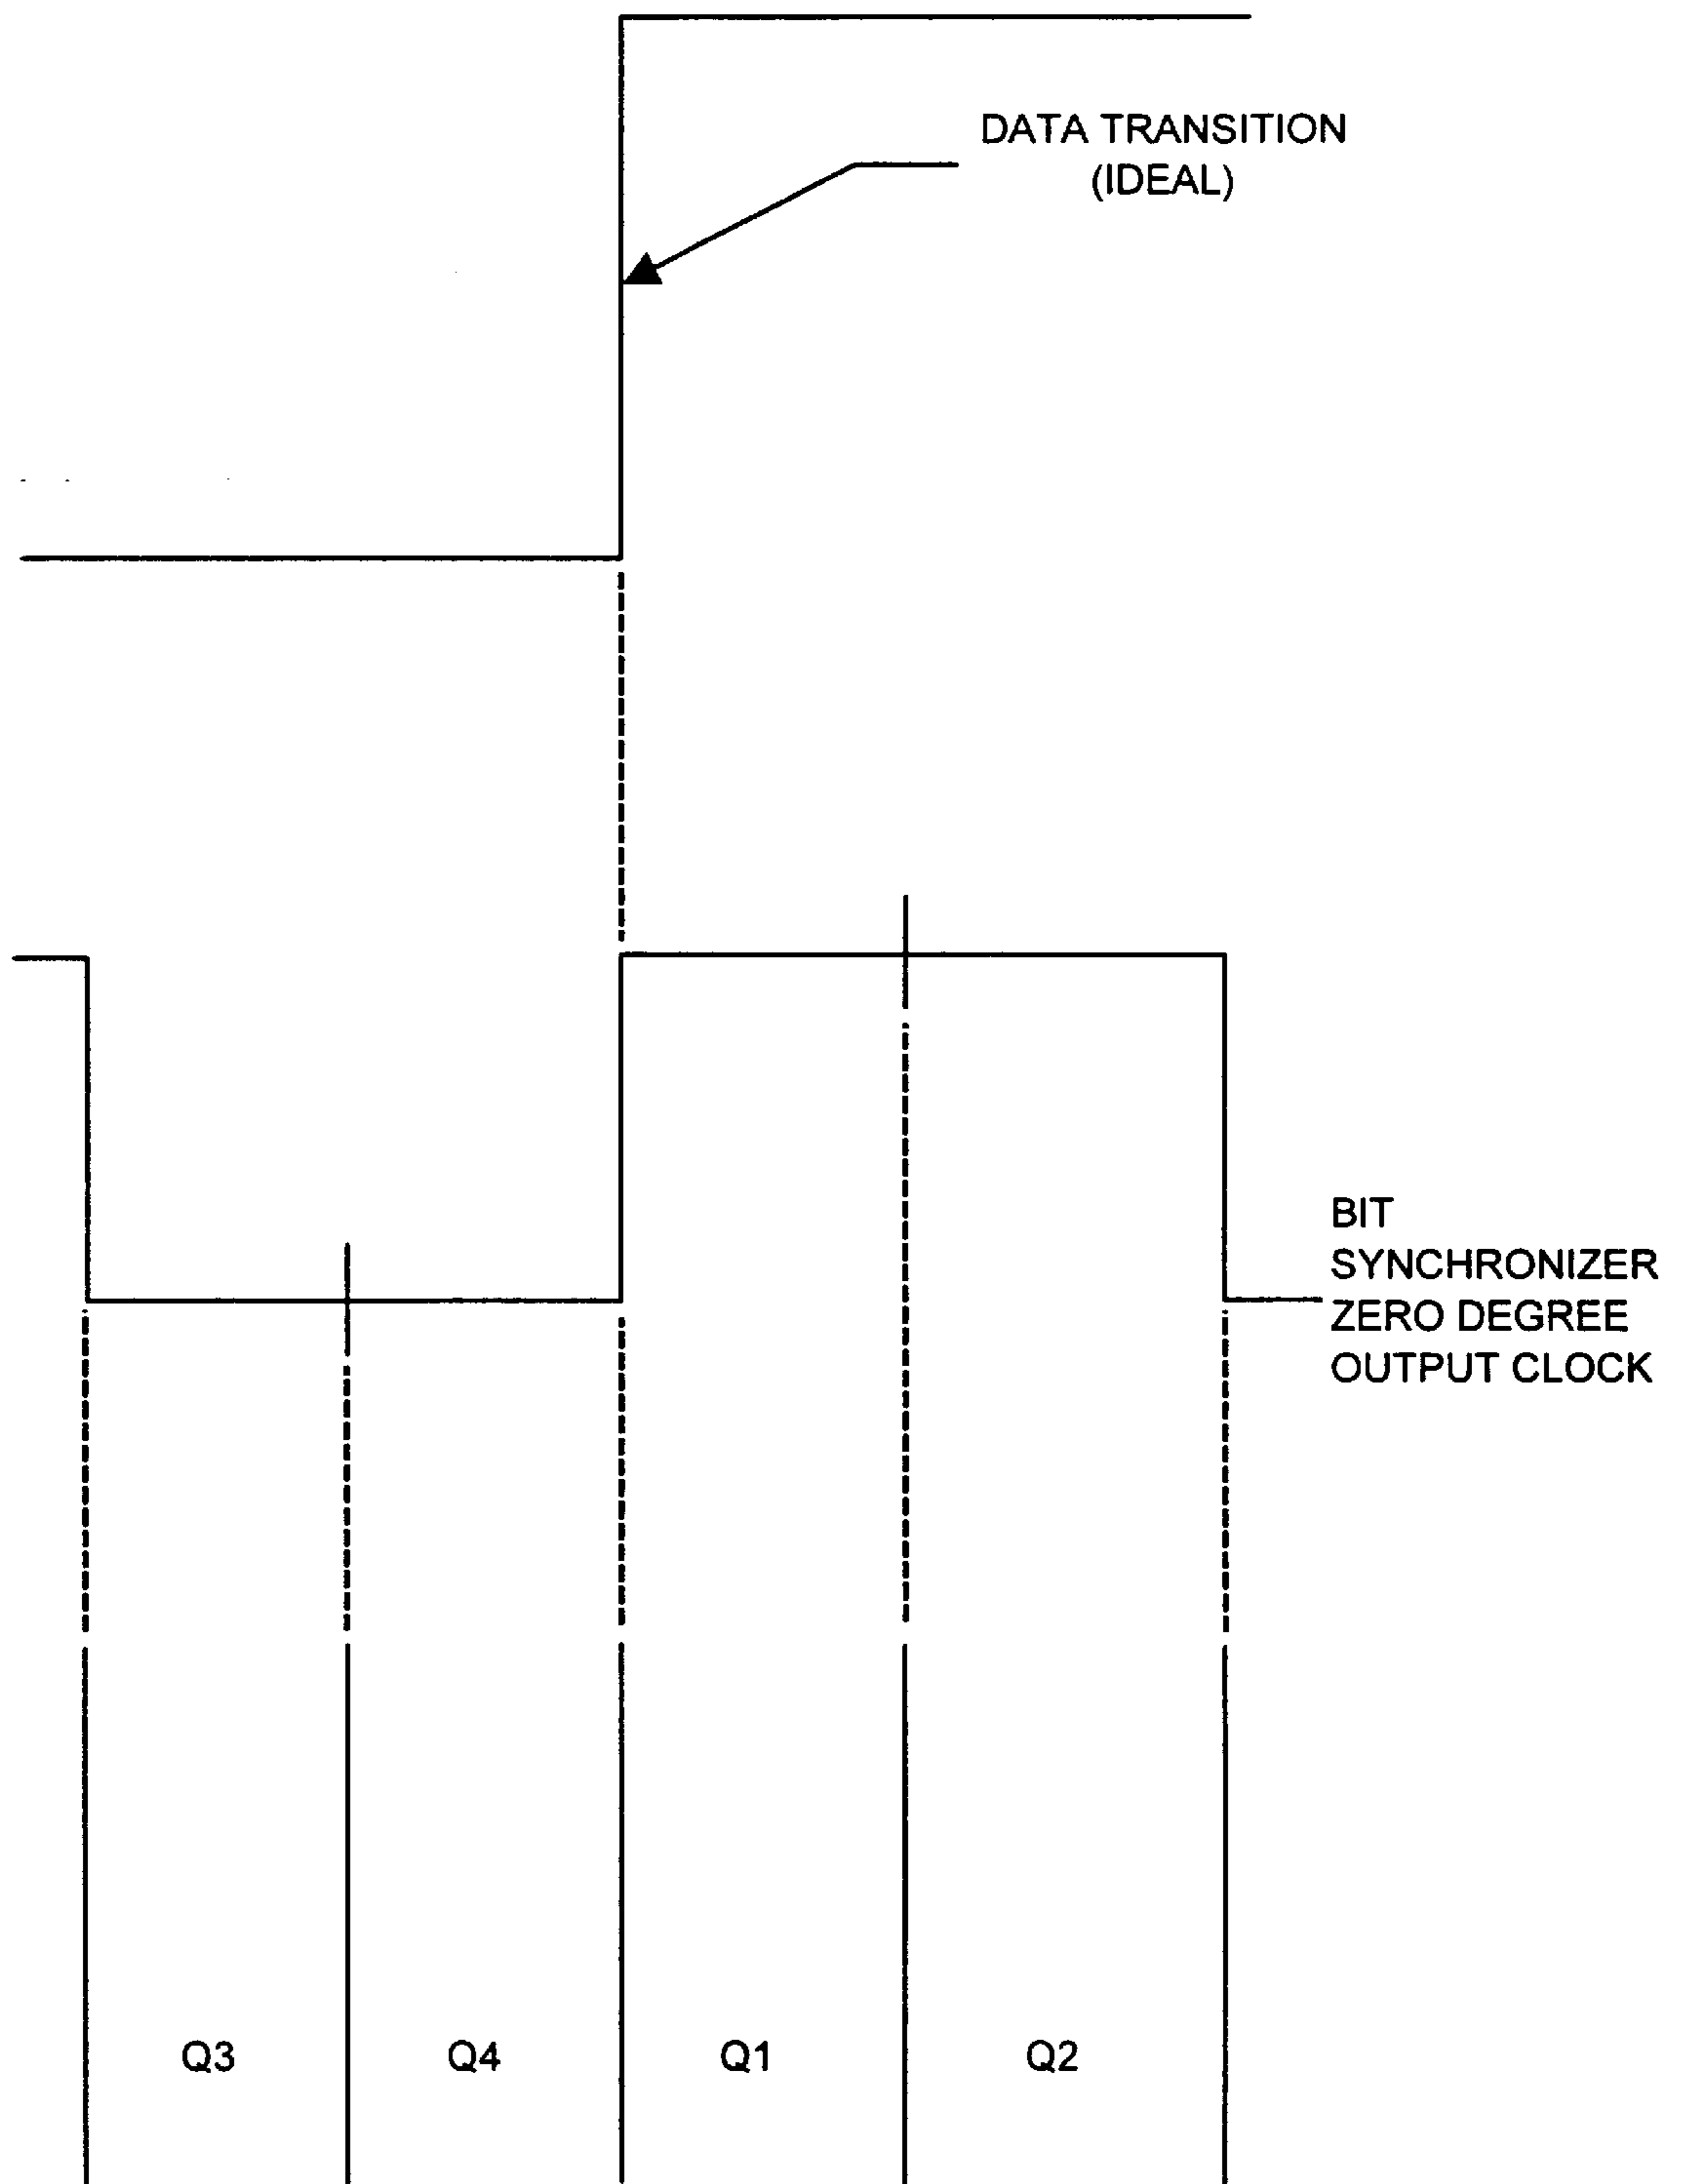 DATA TRANSITION
(IDEAL)
BIT
SYNCHRONIZER
ZERO DEGREE
OUTPUT CLOCK
Q3 Q4 Q1 Q2